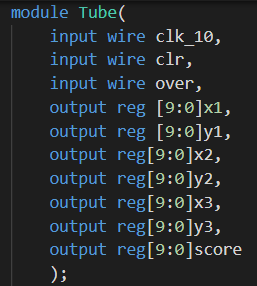 module Tube(
input wire clk_10,
input wire clr,
input wire over,
output reg [9:0]x1,
output reg [9:0]y1,
output reg[9:0]x2,
output reg[9:0]y2,
output reg[9:0]x3,
output reg[9:0]y3,
output reg[9:0]score
);